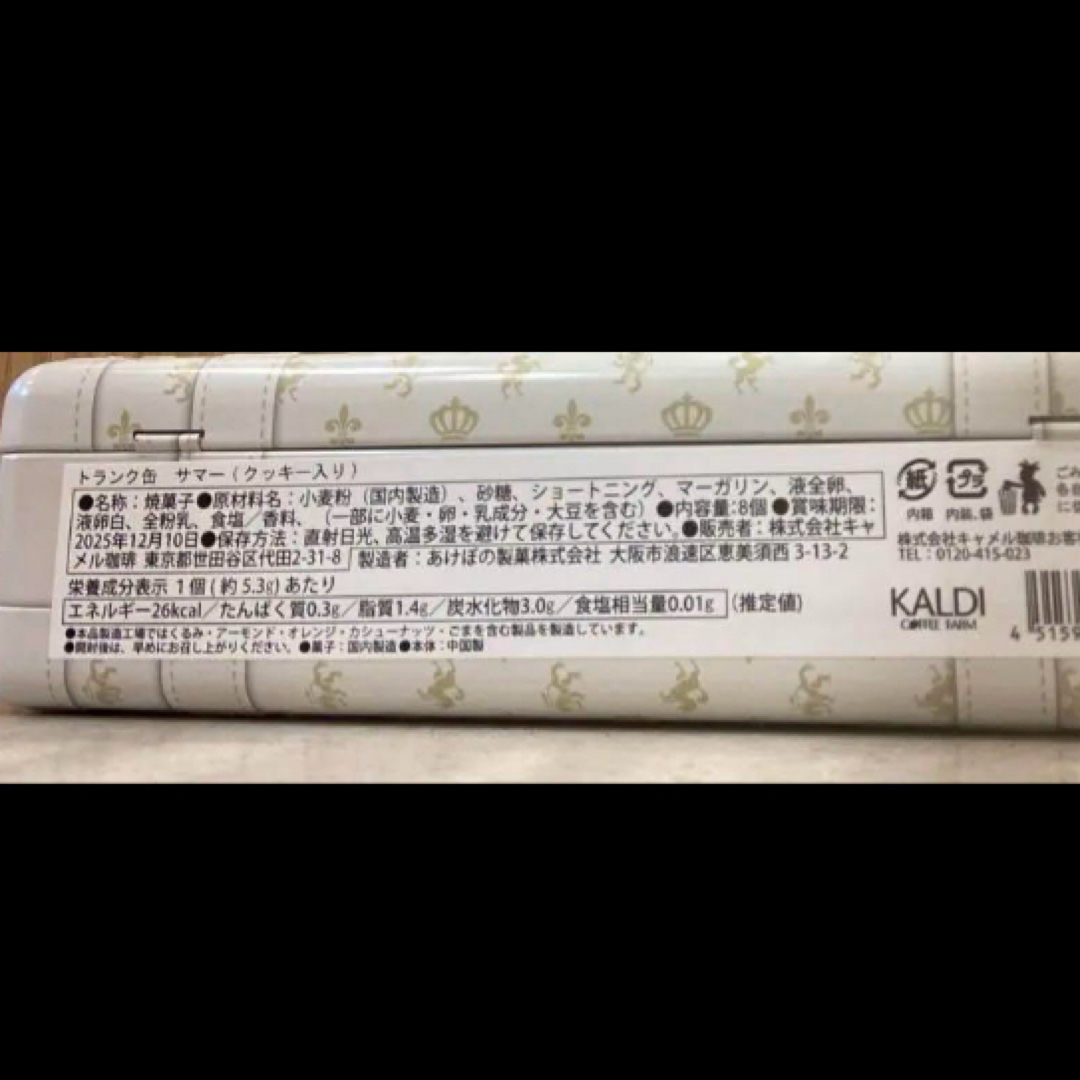 トランク缶 サマー(クッキー入り)
●名称:焼菓子●原材料名:小麦粉(国内製造)、砂糖、ショートニング、マーガリン、液全卵、
液卵白、全粉乳、食塩/香料、(一部に小麦・卵・乳成分・大豆を含む)●内容量:8個●賞味期限:
2025年12月10日●保存方法:直射日光、高温多湿を避けて保存してください。●販売者:株式会社キャ
メル珈琲 東京都世田谷区代田2-31-8 製造者:あけぼの製菓株式会社 大阪市浪速区恵美須西 3-13-2
栄養成分表示 1個(約5.3g)あたり
エネルギー26kcal/たんぱく質0.3g/脂質1.4g/炭水化物3.0g/食塩相当量0.01g (推定値)
●本品製造工場ではくるみ・アーモンド・オレンジ・カシューナッツ・ごまを含む製品を製造しています。
●開封後は、早めにお召し上がりください。●菓子:国内製造●本体:中国製
紙 プラ
内箱 内装、袋
ごみ
各自
に従
株式会社キャメル珈琲お客
TEL:0120-415-023
KALDI
COFFEE FARM
4 5159